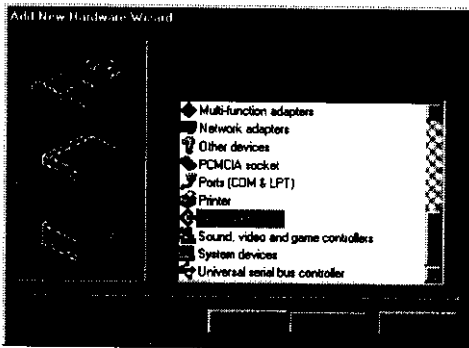 Add New Hardware Wizard
Multi-function adapters
Network adapters
Other devices
PCMCIA socket
Ports (COM & LPT)
Printer
Sound, video and game controllers
System devices
Universal serial bus controller